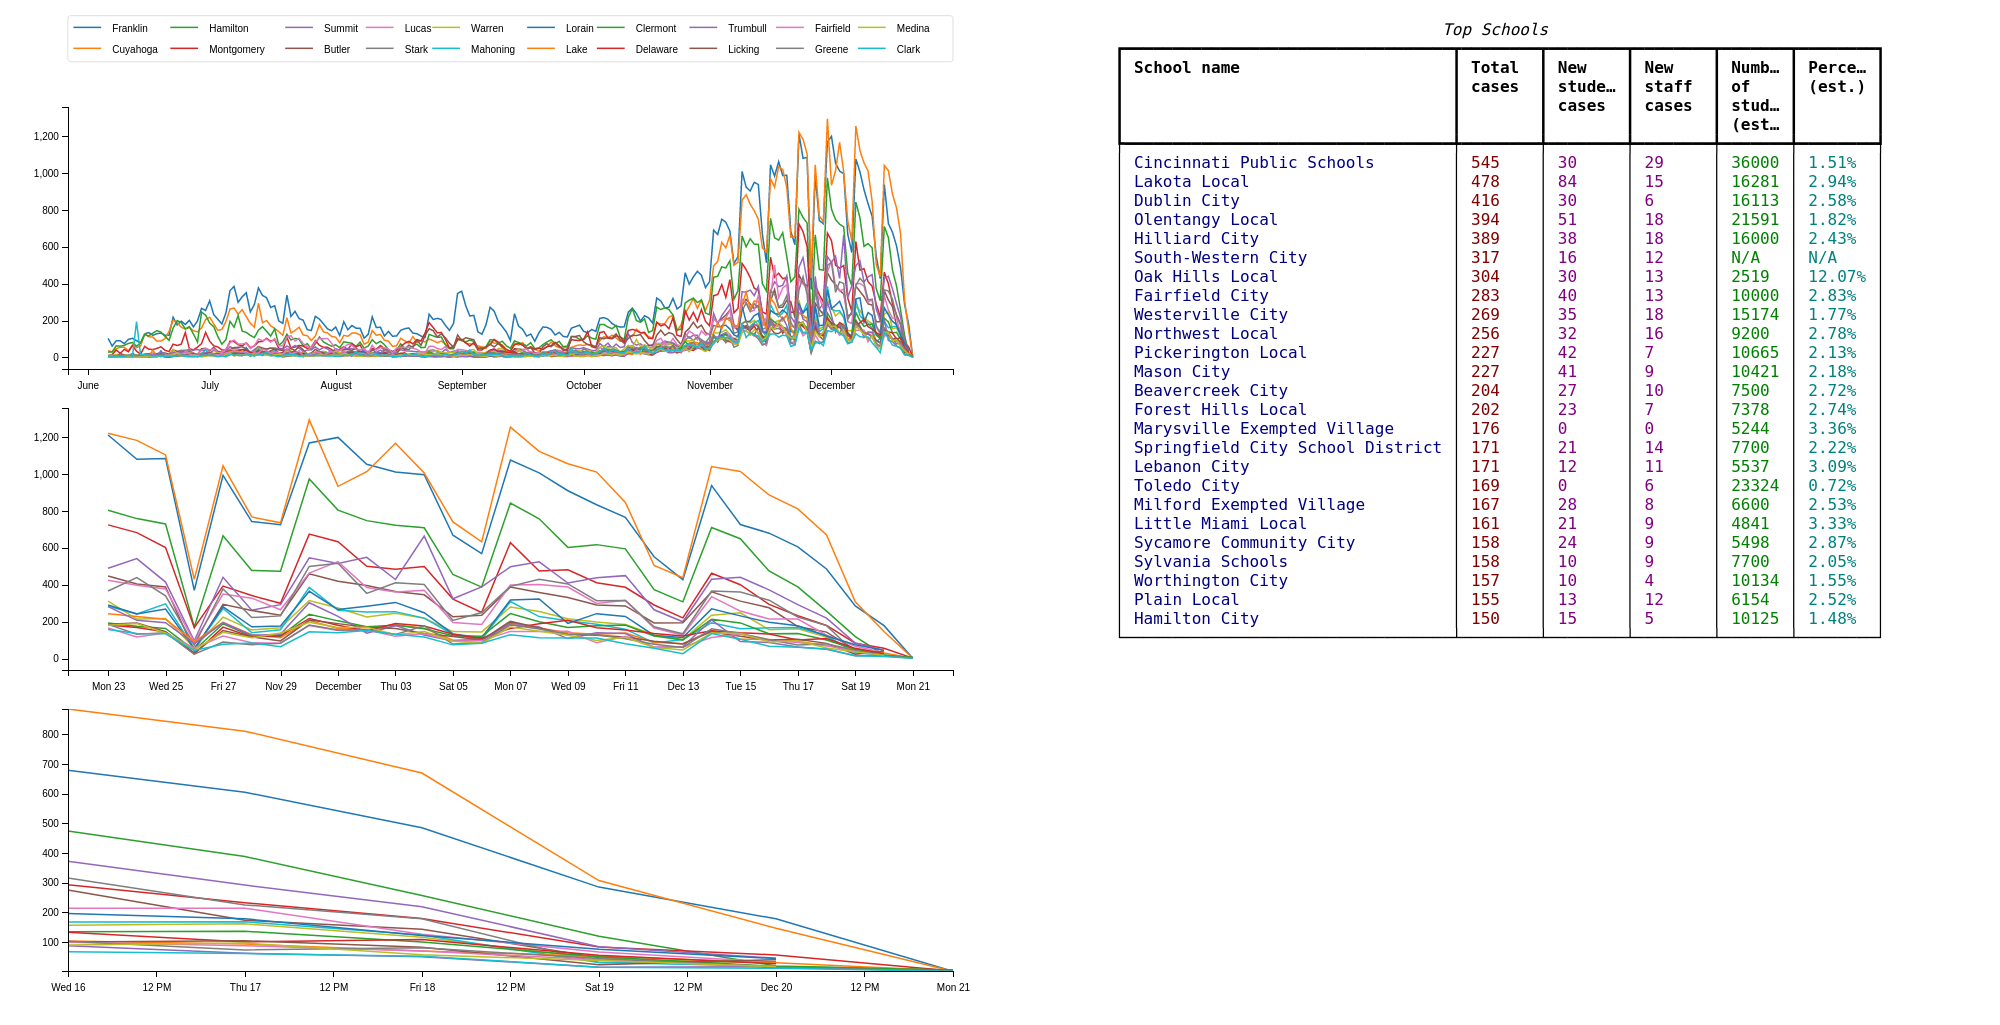 Franklin Hamilton Summit Lucas Warren Lorain Clermont Trumbull Fairfield Medina
Cuyahoga Montgomery Butler Stark Mahoning Lake Delaware Licking Greene Clark
1,200
1,000
800
600
400
200
0
June July August September October November December
1,200
1,000
800
600
400
200
0
Mon 23 Wed 25 Fri 27 Nov 29 December Thu 03 Sat 05 Mon 07 Wed 09 Fri 11 Dec 13 Tue 15 Thu 17 Sat 19 Mon 21
800
700
600
500
400
300
200
100
Wed 16 12 PM Thu 17 12 PM Fri 18 12 PM Sat 19 12 PM Dec 20 12 PM Mon 21
Top Schools
School name Total New New Numb… Perce…
cases stude… staff of (est.)
cases cases stud…
(est…
Cincinnati Public Schools 545 30 29 36000 1.51%
Lakota Local 478 84 15 16281 2.94%
Dublin City 416 30 6 16113 2.58%
Olentangy Local 394 51 18 21591 1.82%
Hilliard City 389 38 18 16000 2.43%
South-Western City 317 16 12 N/A N/A
Oak Hills Local 304 30 13 2519 12.07%
Fairfield City 283 40 13 10000 2.83%
Westerville City 269 35 18 15174 1.77%
Northwest Local 256 32 16 9200 2.78%
Pickerington Local 227 42 7 10665 2.13%
Mason City 227 41 9 10421 2.18%
Beavercreek City 204 27 10 7500 2.72%
Forest Hills Local 202 23 7 7378 2.74%
Marysville Exempted Village 176 0 0 5244 3.36%
Springfield City School District 171 21 14 7700 2.22%
Lebanon City 171 12 11 5537 3.09%
Toledo City 169 0 6 23324 0.72%
Milford Exempted Village 167 28 8 6600 2.53%
Little Miami Local 161 21 9 4841 3.33%
Sycamore Community City 158 24 9 5498 2.87%
Sylvania Schools 158 10 9 7700 2.05%
Worthington City 157 10 4 10134 1.55%
Plain Local 155 13 12 6154 2.52%
Hamilton City 150 15 5 10125 1.48%